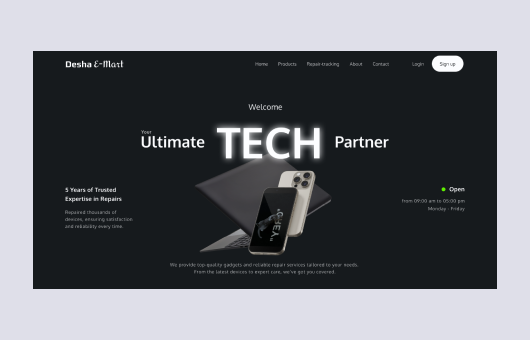 Desha E-Mart
Home Products Repair-tracking About Contact Login Sign up
Welcome
Your
Ultimate TECH Partner
5 Years of Trusted
Expertise in Repairs
Repaired thousands of
devices, ensuring satisfaction
and reliability every time.
Open
from 09:00 am to 05:00 pm
Monday - Friday
We provide top quality gadgets and reliable repair services tailored to your needs.
From the latest devices to expert care, we've got you covered.